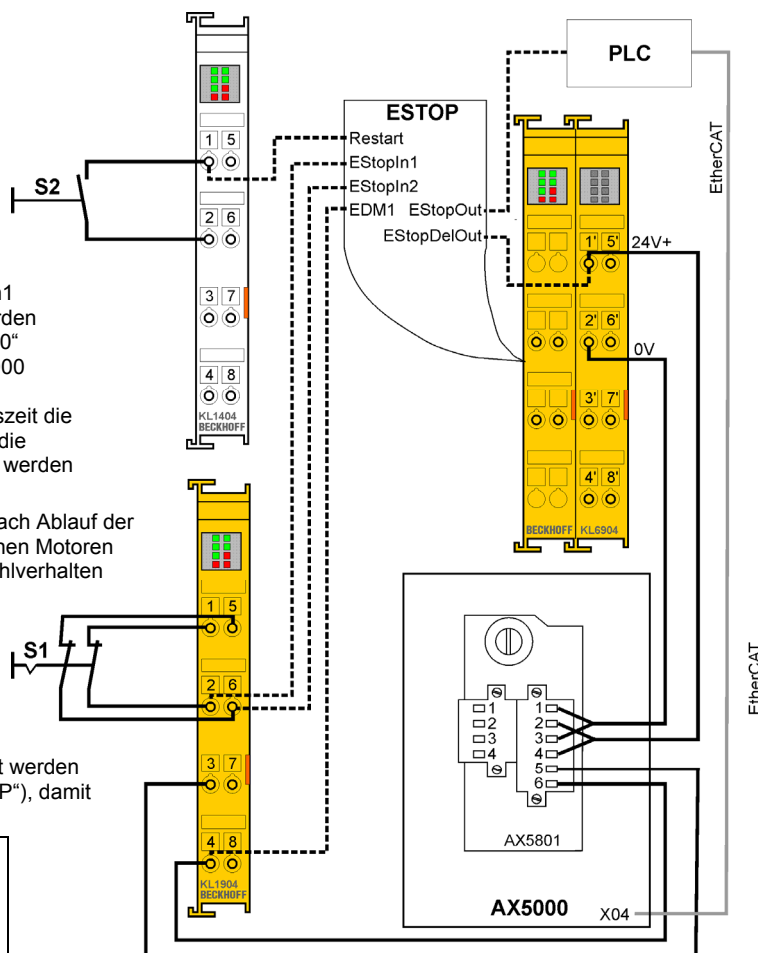 PLC
ESTOP
Restart
EStopIn1
EStopIn2
EDM1 EStopOut
EStopDelOut
EtherCAT
1 5
2 6
3 7
4 8
KL1404
BECKHOFF
S2
1' 5'
24V+
2' 6'
0V
3' 7'
4' 8'
BECKHOFF KL6904
rden
0“
00
szeit die
die
werden
ach Ablauf der
nen Motoren
hlverhalten
S1
1 5
2 6
3 7
4 8
KL1904
BECKHOFF
t werden
P“), damit
1
2
3
4
1
2
3
4
5
6
AX5801
AX5000
X04
EtherCAT